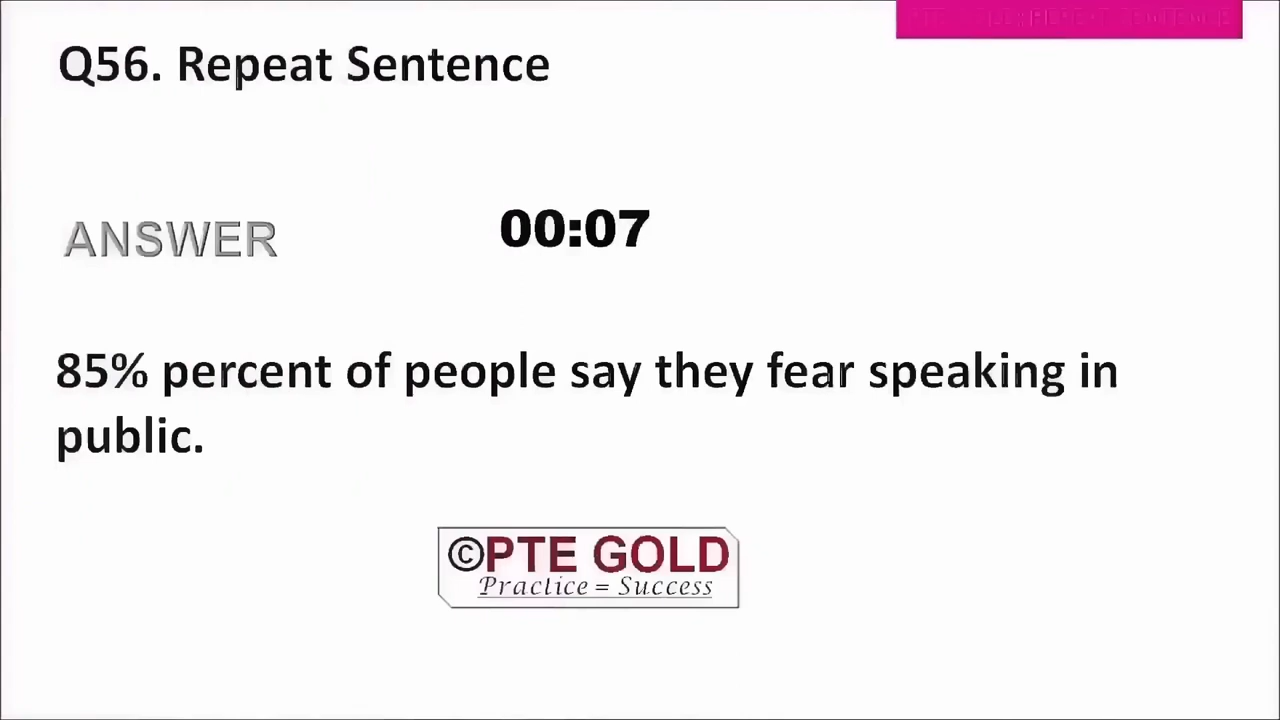 Q56. Repeat Sentence
ANSWER
00:07
85% percent of people say they fear speaking in
public.
©PTE GOLD
Practice = Success